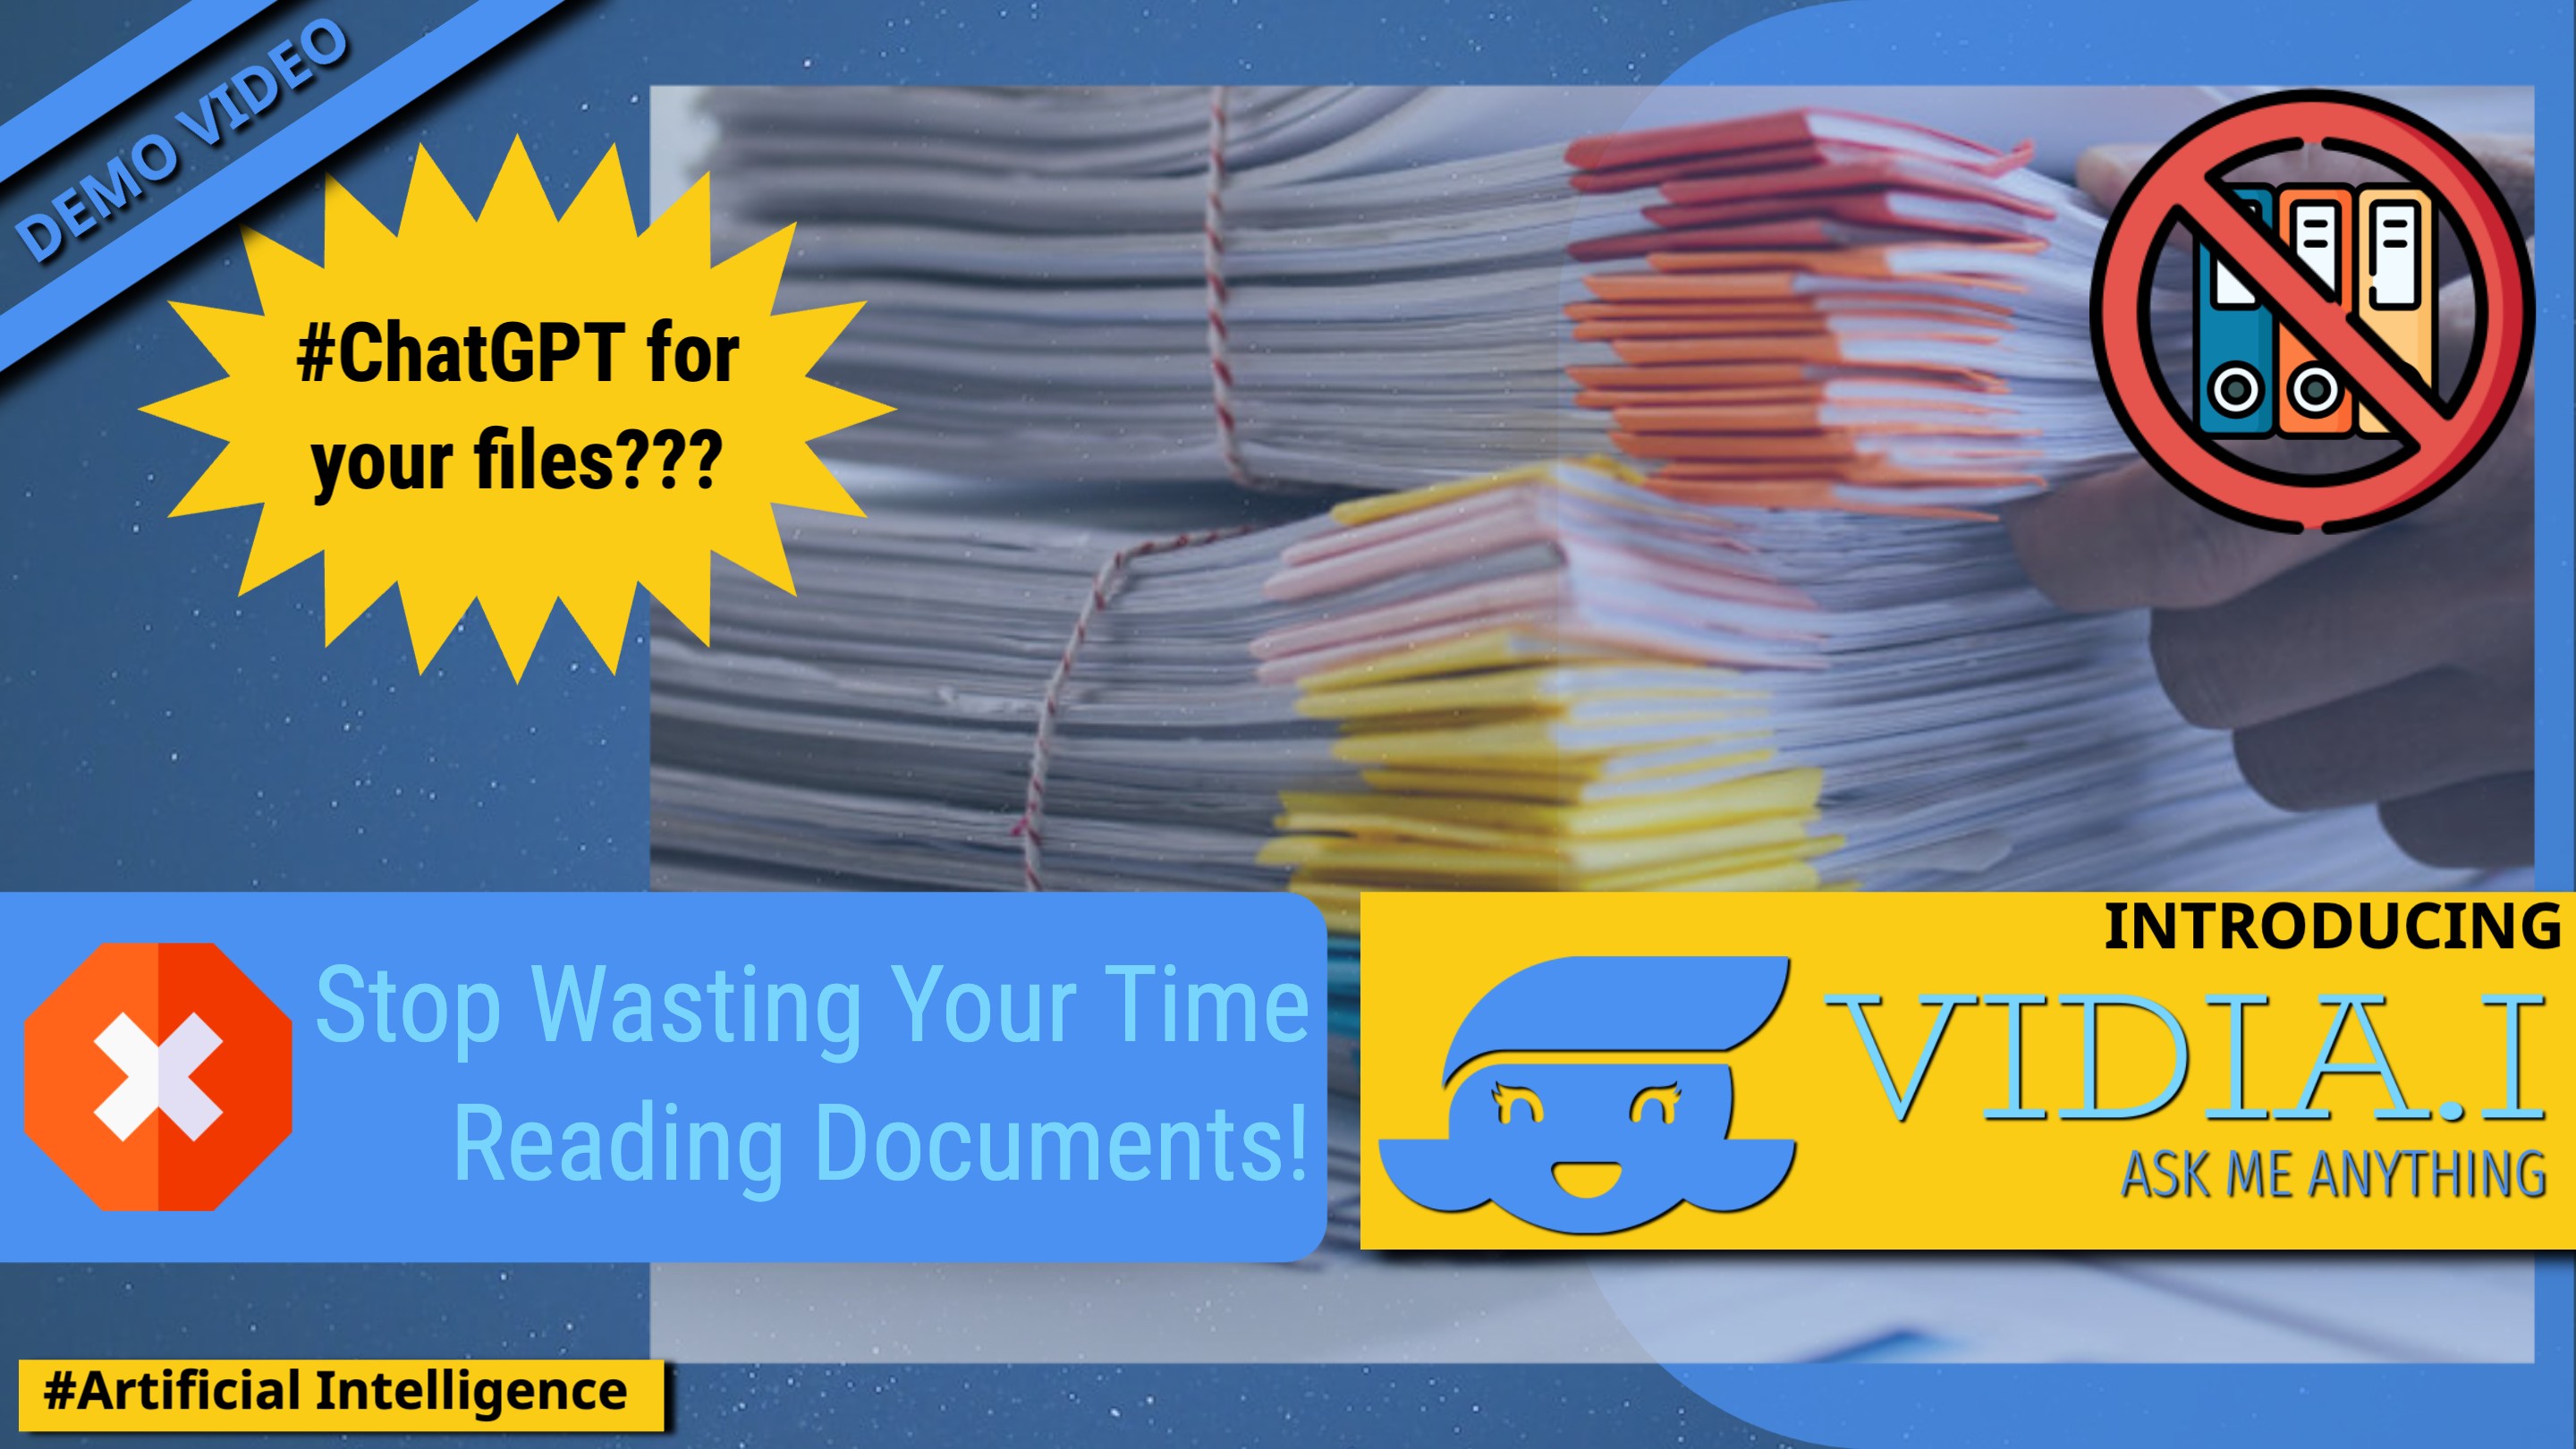 DEMO VIDEO
#ChatGPT for
your files???
Stop Wasting Your Time
Reading Documents!
INTRODUCING
VIDIA.I
ASK ME ANYTHING
#Artificial Intelligence